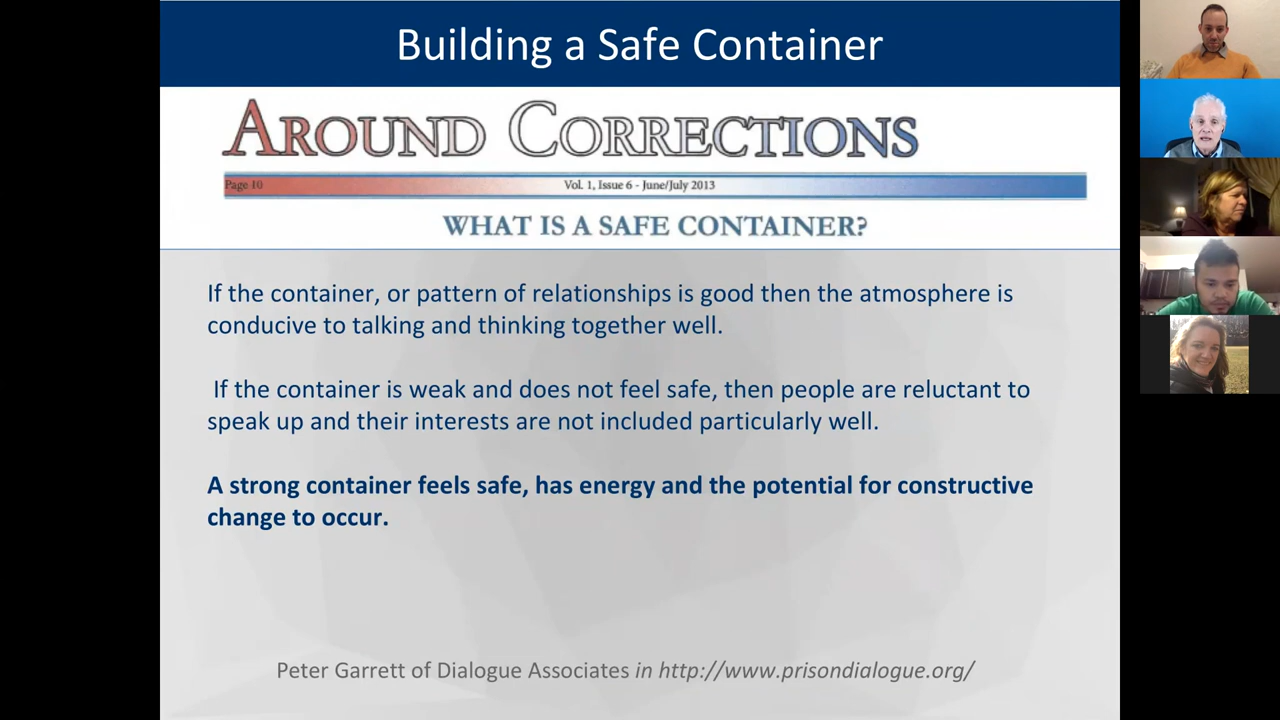 Building a Safe Container
AROUND CORRECTIONS
Page 10
Vol. 1, Issue 6 - June/July 2013
WHAT IS A SAFE CONTAINER?
If the container, or pattern of relationships is good then the atmosphere is
conducive to talking and thinking together well.
If the container is weak and does not feel safe, then people are reluctant to
speak up and their interests are not included particularly well.
A strong container feels safe, has energy and the potential for constructive
change to occur.
Peter Garrett of Dialogue Associates in http://www.prisondialogue.org/